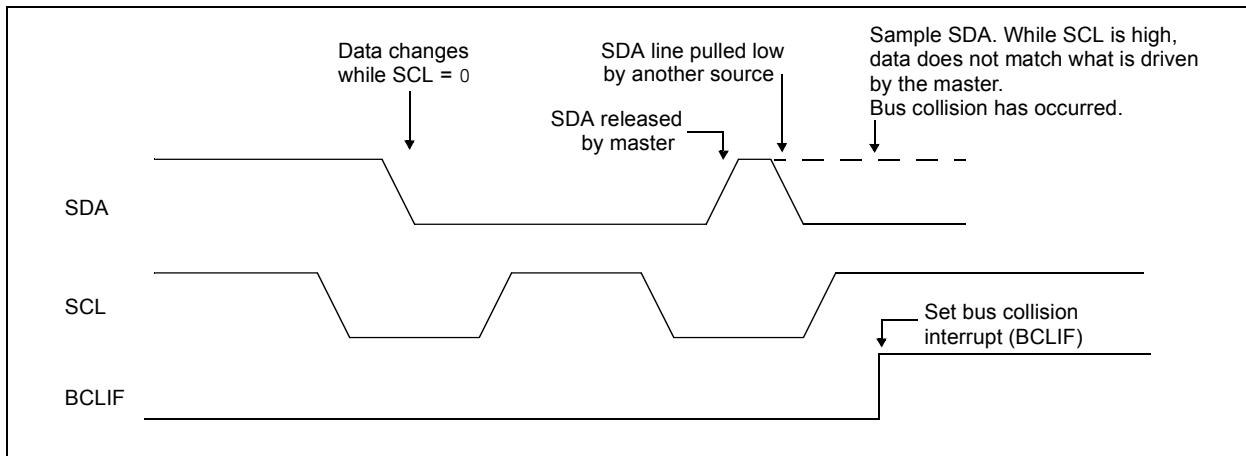 Data changes
while SCL = 0
SDA line pulled low
by another source
SDA released
by master
Sample SDA. While SCL is high,
data does not match what is driven
by the master.
Bus collision has occurred.
SDA
SCL
Set bus collision
interrupt (BCLIF)
BCLIF